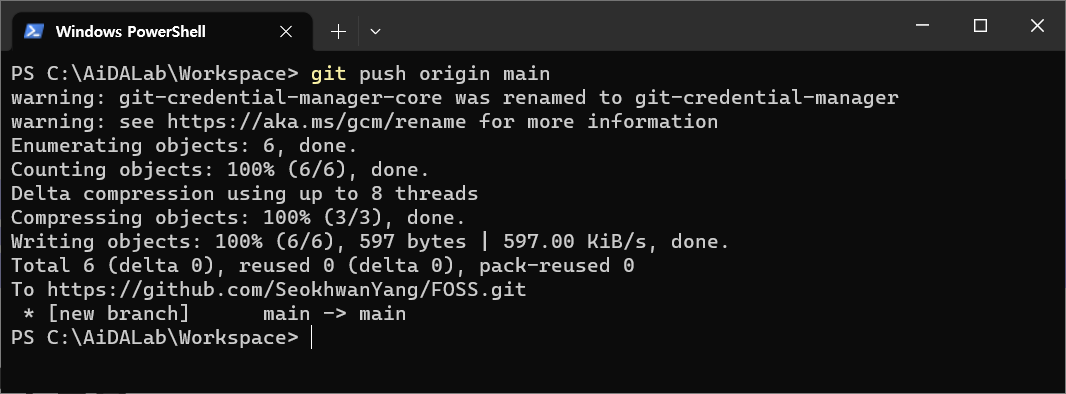 Windows PowerShell
PS C:\AiDALab\Workspace> git push origin main
warning: git-credential-manager-core was renamed to git-credential-manager
warning: see https://aka.ms/gcm/rename for more information
Enumerating objects: 6, done.
Counting objects: 100% (6/6), done.
Delta compression using up to 8 threads
Compressing objects: 100% (3/3), done.
Writing objects: 100% (6/6), 597 bytes | 597.00 KiB/s, done.
Total 6 (delta 0), reused 0 (delta 0), pack-reused 0
To https://github.com/SeokhwanYang/FOSS.git
 * [new branch]      main -> main
PS C:\AiDALab\Workspace>